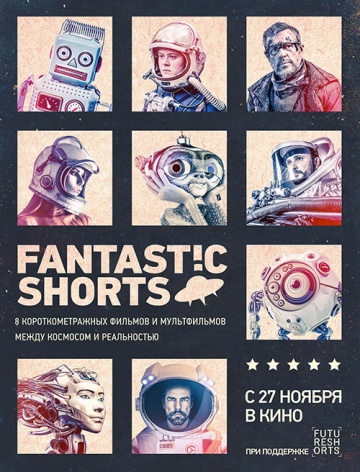 FANTAST!C
SHORTS
8 КОРОТКОМЕТРАЖНЫХ ФИЛЬМОВ И МУЛЬТФИЛЬМОВ
МЕЖДУ КОСМОСОМ И РЕАЛЬНОСТЬЮ
С 27 НОЯБРЯ
В КИНО
ПРИ ПОДДЕРЖКЕ
FUTU
RESH
ORTS